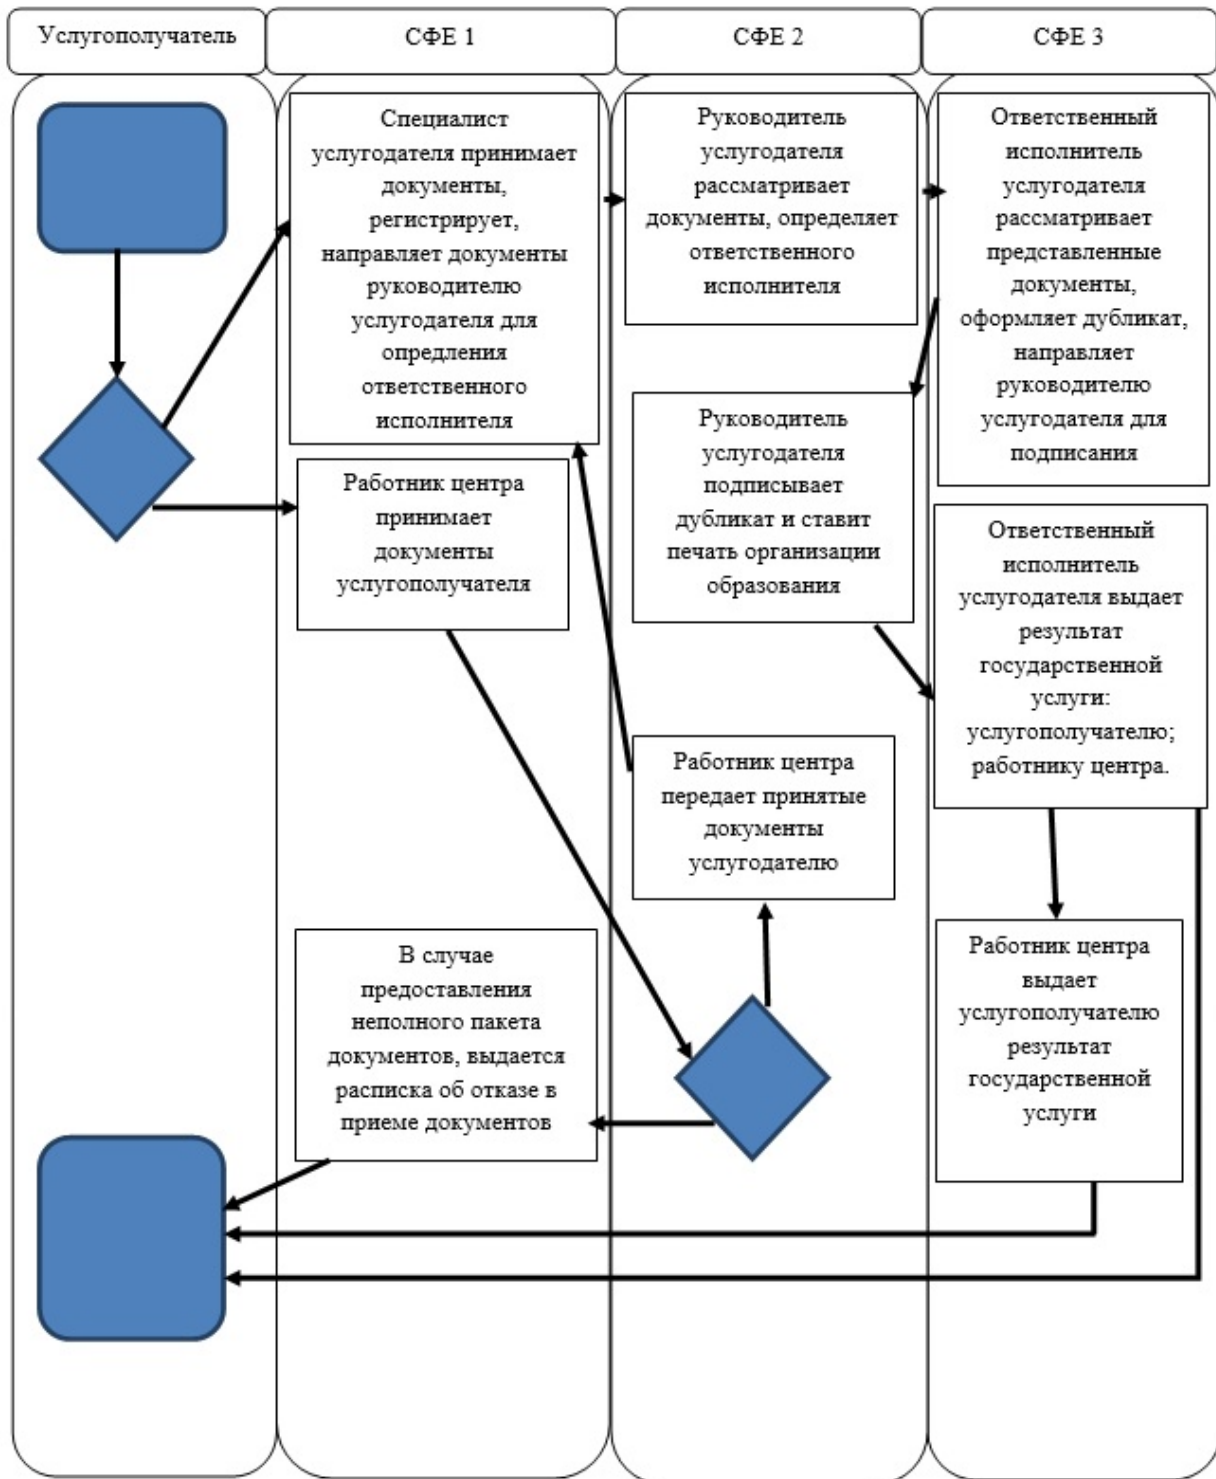 Услугополучатель
СФЕ 1
СФЕ 2
СФЕ 3
Специалист
услугодателя принимает
документы,
регистрирует,
направляет документы
руководителю
услугодателя для
опредления
ответственного
исполнителя
Руководитель
услугодателя
рассматривает
документы, определяет
ответственного
исполнителя
Ответственный
исполнитель
услугодателя
рассматривает
представленные
документы,
оформляет дубликат,
направляет
руководителю
услугодателя для
подписания
Работник центра
принимает
документы
услугополучателя
Руководитель
услугодателя
подписывает
дубликат и ставит
печать организации
образования
Ответственный
исполнитель
услугодателя выдает
результат
государственной
услуги:
услугополучателю;
работнику центра.
Работник центра
передает принятые
документы
услугодателю
В случае
предоставления
неполного пакета
документов, выдается
расписка об отказе в
приеме документов
Работник центра
выдает
услугополучателю
результат
государственной
услуги